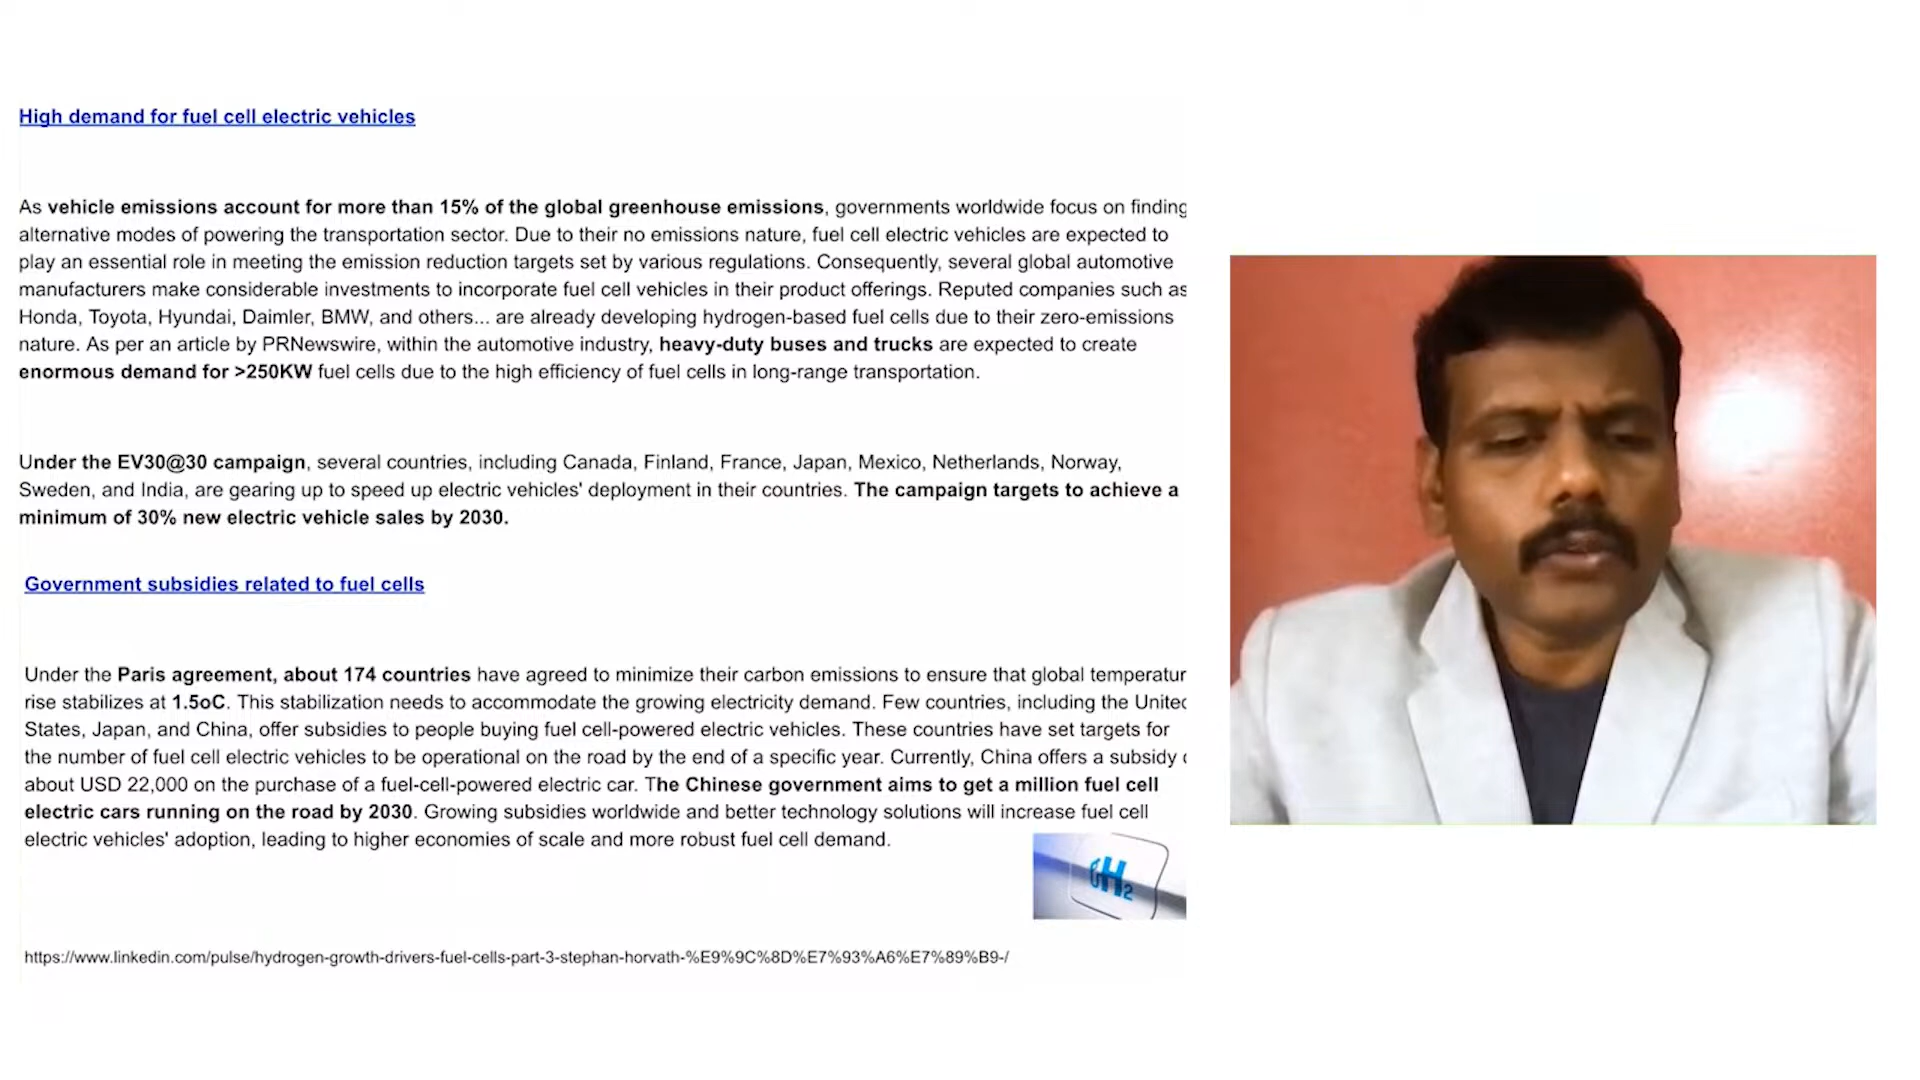 High demand for fuel cell electric vehicles
As vehicle emissions account for more than 15% of the global greenhouse emissions, governments worldwide focus on finding
alternative modes of powering the transportation sector. Due to their no emissions nature, fuel cell electric vehicles are expected to
play an essential role in meeting the emission reduction targets set by various regulations. Consequently, several global automotive
manufacturers make considerable investments to incorporate fuel cell vehicles in their product offerings. Reputed companies such as
Honda, Toyota, Hyundai, Daimler, BMW, and others... are already developing hydrogen-based fuel cells due to their zero-emissions
nature. As per an article by PRNewswire, within the automotive industry, heavy-duty buses and trucks are expected to create
enormous demand for >250KW fuel cells due to the high efficiency of fuel cells in long-range transportation.
Under the EV30@30 campaign, several countries, including Canada, Finland, France, Japan, Mexico, Netherlands, Norway,
Sweden, and India, are gearing up to speed up electric vehicles' deployment in their countries. The campaign targets to achieve a
minimum of 30% new electric vehicle sales by 2030.
Government subsidies related to fuel cells
Under the Paris agreement, about 174 countries have agreed to minimize their carbon emissions to ensure that global temperatur
rise stabilizes at 1.5oC. This stabilization needs to accommodate the growing electricity demand. Few countries, including the United
States, Japan, and China, offer subsidies to people buying fuel cell-powered electric vehicles. These countries have set targets for
the number of fuel cell electric vehicles to be operational on the road by the end of a specific year. Currently, China offers a subsidy
about USD 22,000 on the purchase of a fuel-cell-powered electric car. The Chinese government aims to get a million fuel cell
electric cars running on the road by 2030. Growing subsidies worldwide and better technology solutions will increase fuel cell
electric vehicles' adoption, leading to higher economies of scale and more robust fuel cell demand.
H2
https://www.linkedin.com/pulse/hydrogen-growth-drivers-fuel-cells-part-3-stephan-horvath-%E9%9C%8D%E7%93%A6%E7%89%B9-/